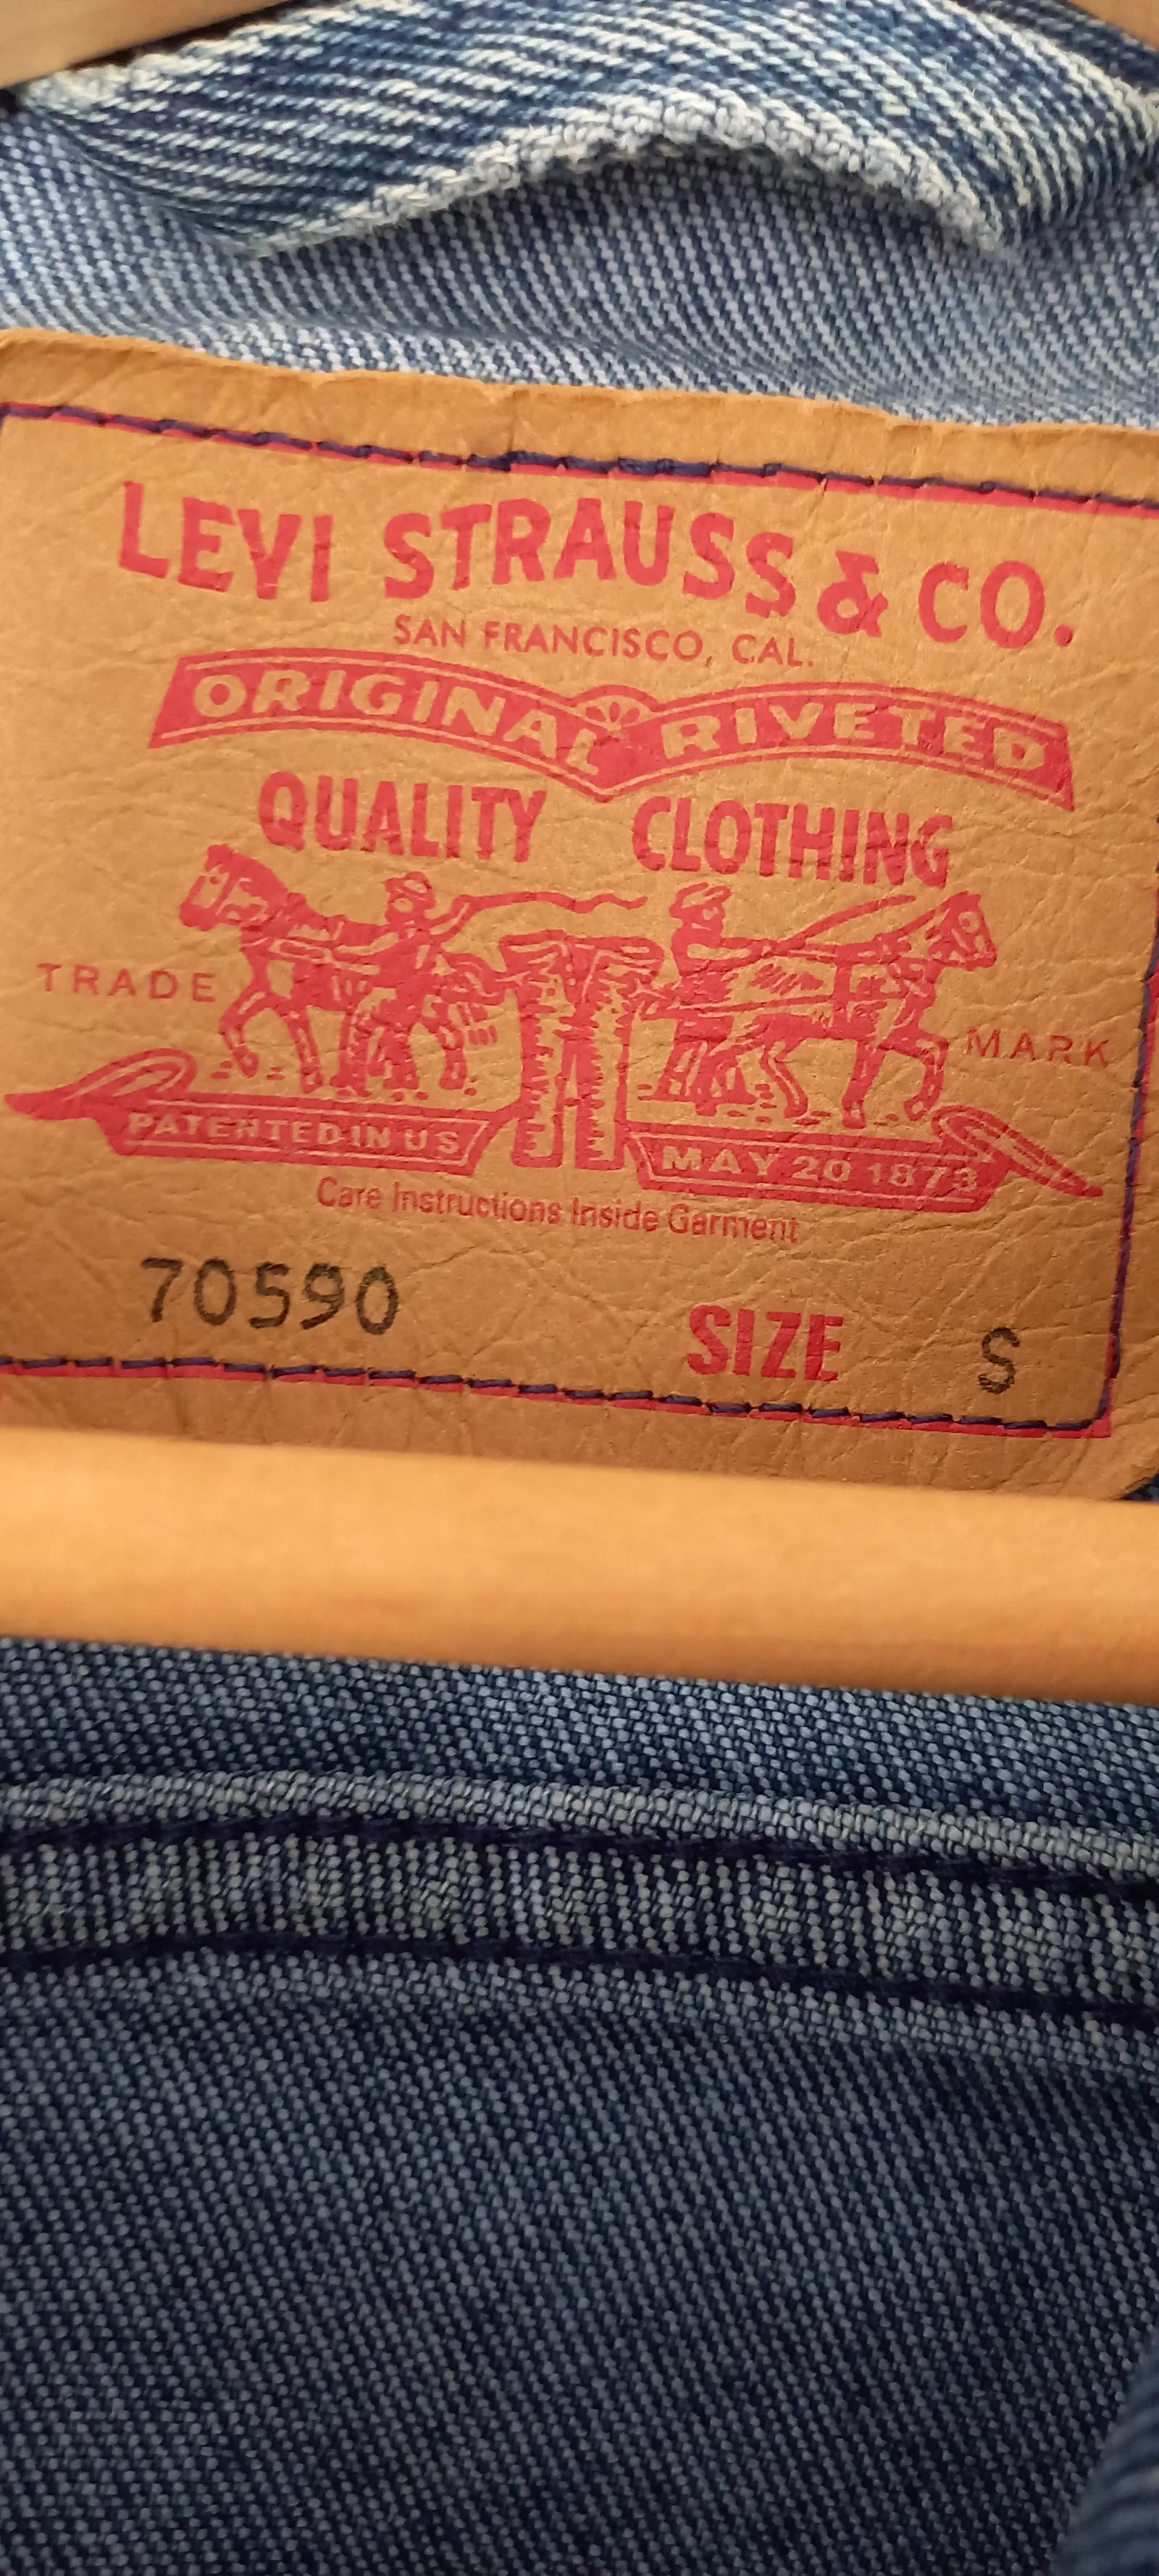 LEVI STRAUSS & CO.
SAN FRANCISCO, CAL.
ORIGINAL RIVETED
QUALITY CLOTHING
TRADE MARK
PATENTED IN U S MAY 20 1873
Care Instructions Inside Garment
70590 SIZE S